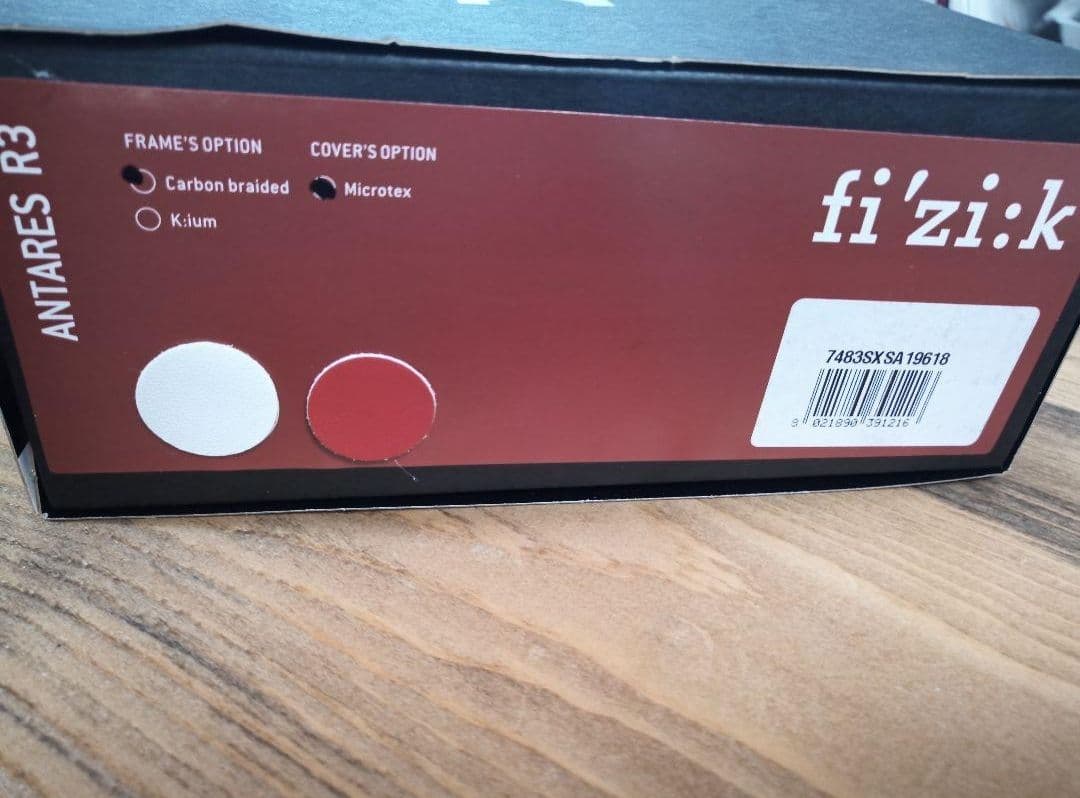 ANTARES R3
FRAME'S OPTION
Carbon braided
K:ium
COVER'S OPTION
Microtex
fi'zi:k
7483SXSA19618
8 021890 391216